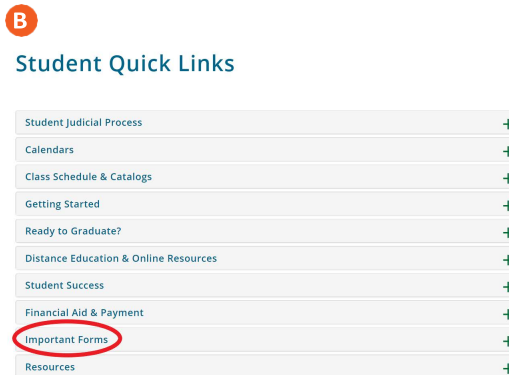 B
Student Quick Links
Student Judicial Process
Calendars
Class Schedule & Catalogs
Getting Started
Ready to Graduate?
Distance Education & Online Resources
Student Success
Financial Aid & Payment
Important Forms
Resources